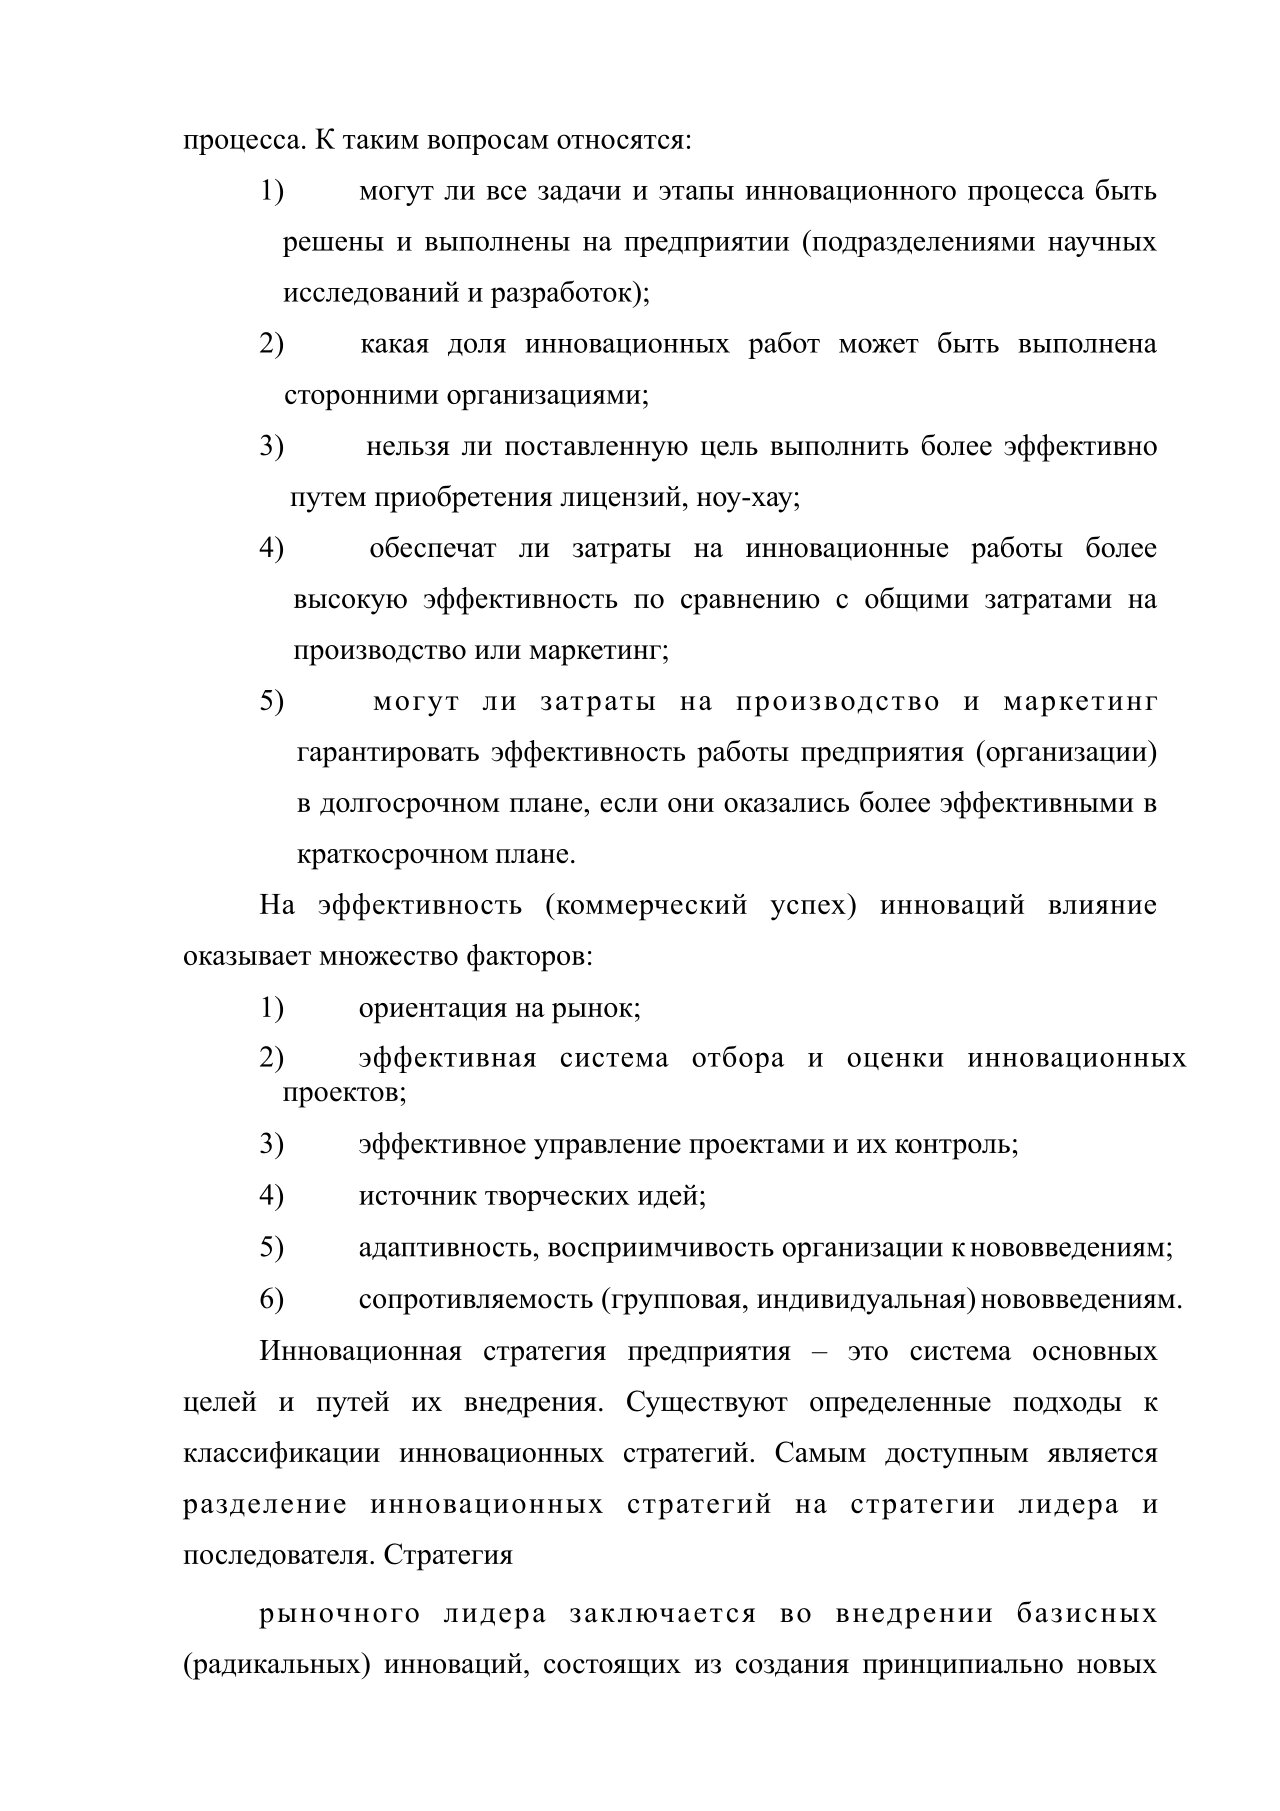 процесса. К таким вопросам относятся:
1) могут ли все задачи и этапы инновационного процесса быть
решены и выполнены на предприятии (подразделениями научных
исследований и разработок);
2) какая доля инновационных работ может быть выполнена
сторонними организациями;
3) нельзя ли поставленную цель выполнить более эффективно
путем приобретения лицензий, ноу-хау;
4) обеспечат ли затраты на инновационные работы более
высокую эффективность по сравнению с общими затратами на
производство или маркетинг;
5) могут ли затраты на производство и маркетинг
гарантировать эффективность работы предприятия (организации)
в долгосрочном плане, если они оказались более эффективными в
краткосрочном плане.
На эффективность (коммерческий успех) инноваций влияние
оказывает множество факторов:
1) ориентация на рынок;
2) эффективная система отбора и оценки инновационных
проектов;
3) эффективное управление проектами и их контроль;
4) источник творческих идей;
5) адаптивность, восприимчивость организации к нововведениям;
6) сопротивляемость (групповая, индивидуальная) нововведениям.
Инновационная стратегия предприятия – это система основных
целей и путей их внедрения. Существуют определенные подходы к
классификации инновационных стратегий. Самым доступным является
разделение инновационных стратегий на стратегии лидера и
последователя. Стратегия
рыночного лидера заключается во внедрении базисных
(радикальных) инноваций, состоящих из создания принципиально новых